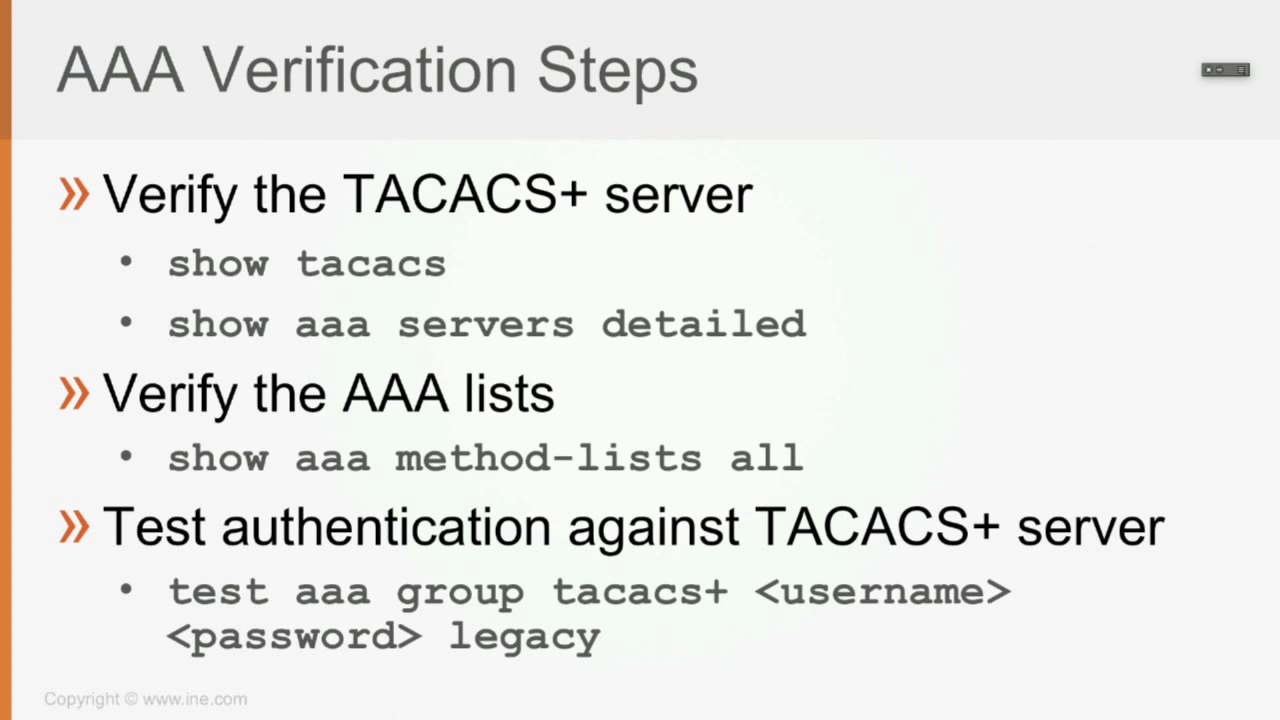 AAA Verification Steps
» Verify the TACACS+ server
• show tacacs
• show aaa servers detailed
» Verify the AAA lists
• show aaa method-lists all
» Test authentication against TACACS+ server
• test aaa group tacacs+ <username>
<password> legacy
Copyright © www.ine.com